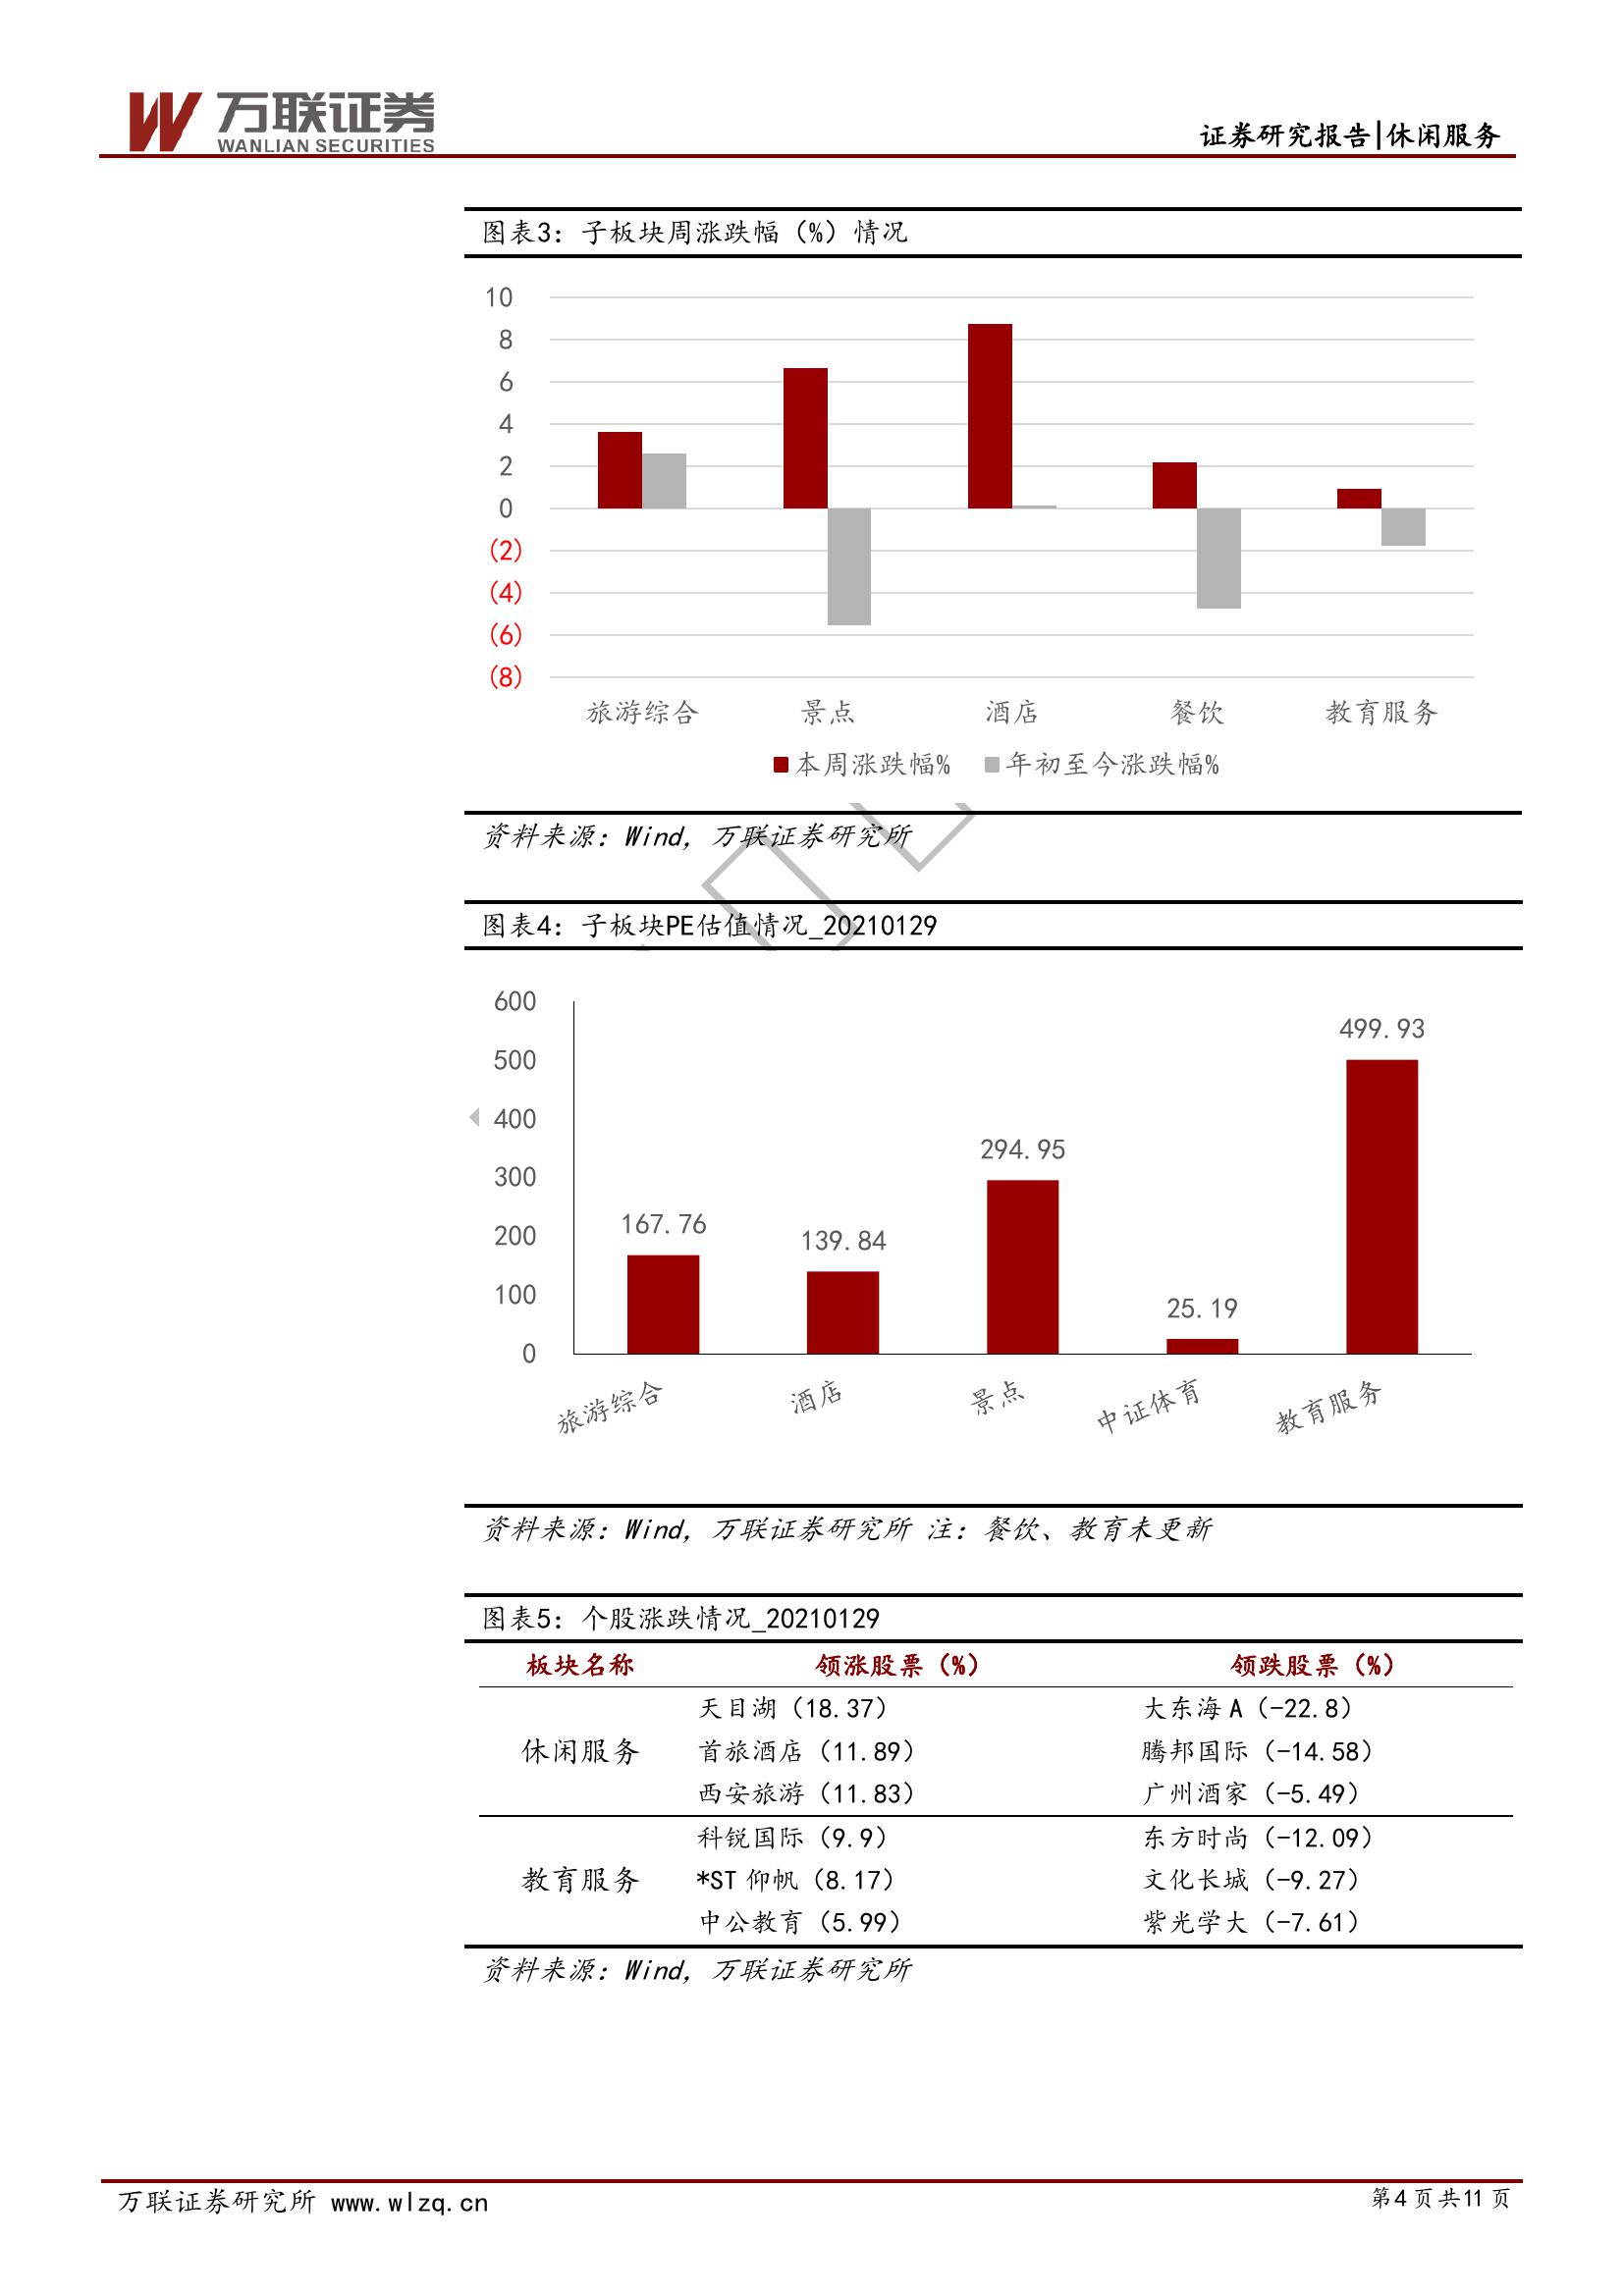 万联证券
WANLIAN SECURITIES
证券研究报告|休闲服务
图表3：子板块周涨跌幅（%）情况
10
8
6
4
2
0
(2)
(4)
(6)
(8)
旅游综合 景点 酒店 餐饮 教育服务
本周涨跌幅% 年初至今涨跌幅%
资料来源：Wind，万联证券研究所
图表4：子板块PE估值情况_20210129
600
500
400
300
200
100
0
167.76 139.84 294.95 25.19 499.93
旅游综合 酒店 景点 中证体育 教育服务
资料来源：Wind，万联证券研究所 注：餐饮、教育未更新
图表5：个股涨跌情况_20210129
板块名称 领涨股票（%） 领跌股票（%）
天目湖（18.37） 大东海 A（-22.8）
休闲服务 首旅酒店（11.89） 腾邦国际（-14.58）
西安旅游（11.83） 广州酒家（-5.49）
科锐国际（9.9） 东方时尚（-12.09）
教育服务 *ST 仰帆（8.17） 文化长城（-9.27）
中公教育（5.99） 紫光学大（-7.61）
资料来源：Wind，万联证券研究所
万联证券研究所 www.wlzq.cn 第4页共11页